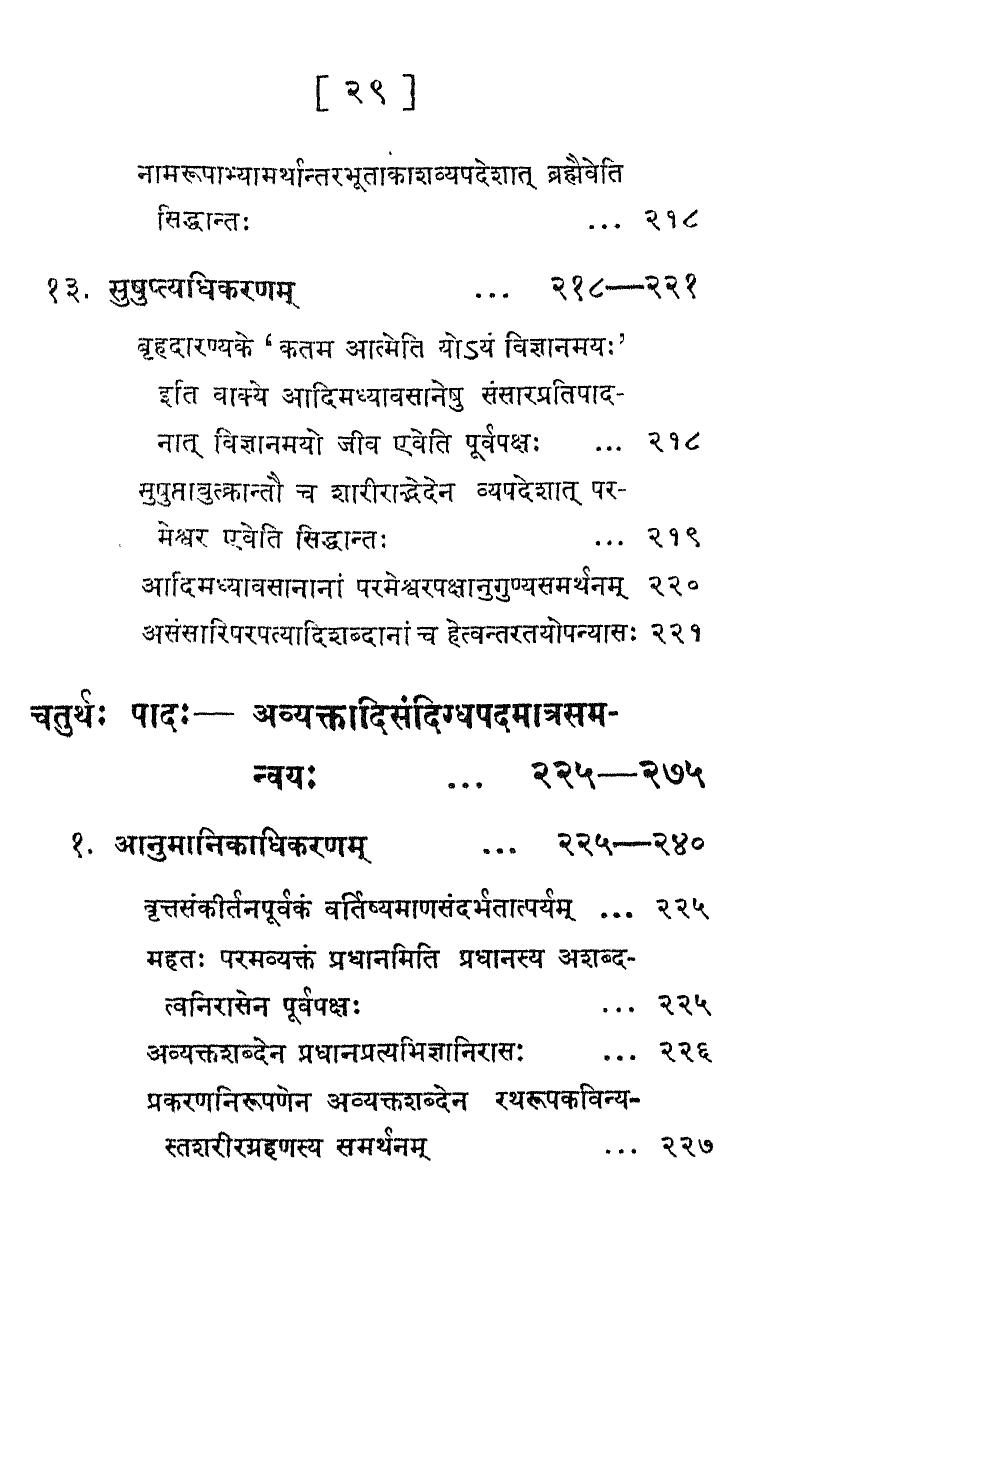 [ २९ ]
नामरूपाभ्यामर्थान्तरभूताकाशव्यपदेशात् ब्रह्मैवेति
सिद्धान्तः ... २१८
१३. सुषुप्त्यधिकरणम् ... २१८—२२१
बृहदारण्यके ‘ कतम आत्मेति योऽयं विज्ञानमयः’
इति वाक्ये आदिमध्यावसानेषु संसारप्रतिपाद-
नात् विज्ञानमयो जीव एवेति पूर्वपक्षः ... २१८
सुषुप्तावुत्क्रान्तौ च शारीराद्भेदेन व्यपदेशात् पर-
मेश्वर एवेति सिद्धान्तः ... २१९
आदिमध्यावसानानां परमेश्वरपक्षानुगुण्यसमर्थनम् २२०
असंसारिपरपत्यादिशब्दानां च हेत्वन्तरतयोपन्यासः २२१
चतुर्थः पादः— अव्यक्तादिसंदिग्धपदमात्रसम-
न्वयः ... २२५—२७५
१. आनुमानिकाधिकरणम् ... २२५—२४०
वृत्तसंकीर्तनपूर्वकं वर्तिष्यमाणसंदर्भतात्पर्यम् ... २२५
महतः परमव्यक्तं प्रधानमिति प्रधानस्य अशब्द-
त्वनिरासेन पूर्वपक्षः ... २२५
अव्यक्तशब्देन प्रधानप्रत्यभिज्ञानिरासः ... २२६
प्रकरणनिरूपणेन अव्यक्तशब्देन रथरूपकविन्य-
स्तशरीरग्रहणस्य समर्थनम् ... २२७